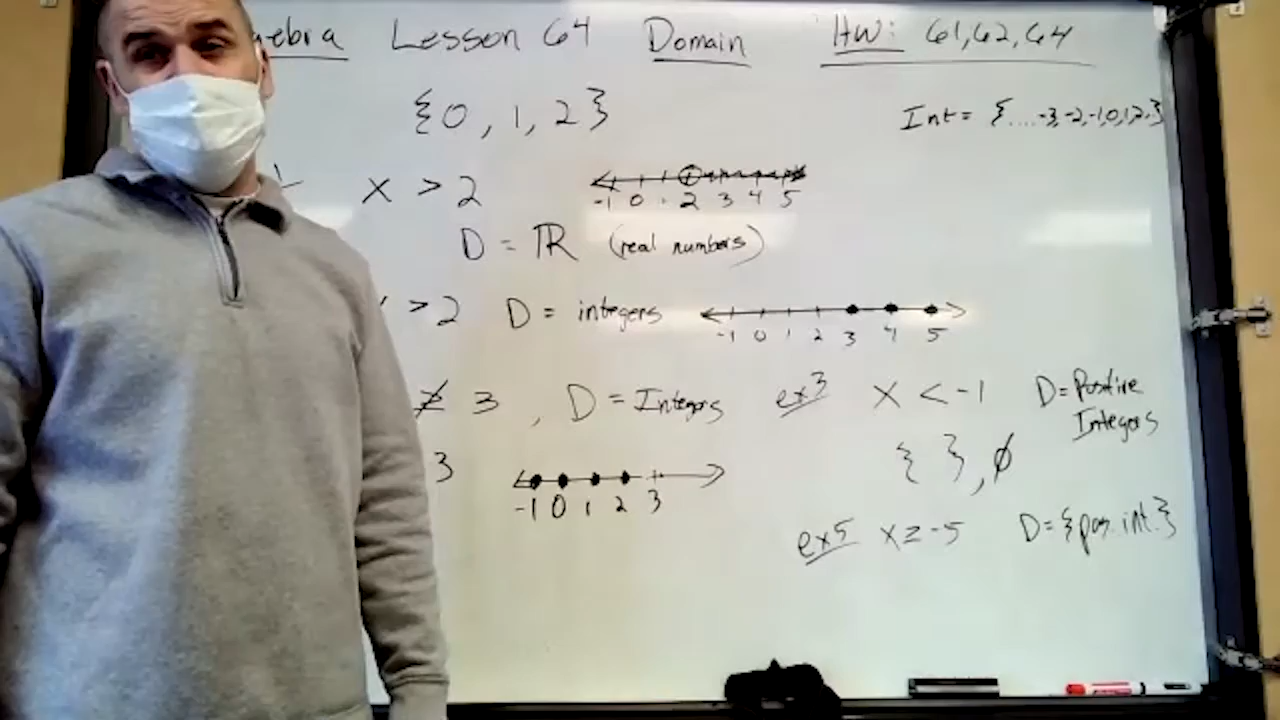 ebra Lesson 64 Domain HW: 61,62,64
{0, 1, 2}
Int = {....-3,-2,-1,0,1,2.}
x > 2
-1 0 2 3 4 5
D = ℝ (real numbers)
> 2 D = integers
-1 0 1 2 3 4 5
≠ 3 , D = Integers
ex3 x < -1 D = Positive
Integers
{ }, ∅
3
-1 0 1 2 3
ex5 x ≥ -5 D = {pos. int.}